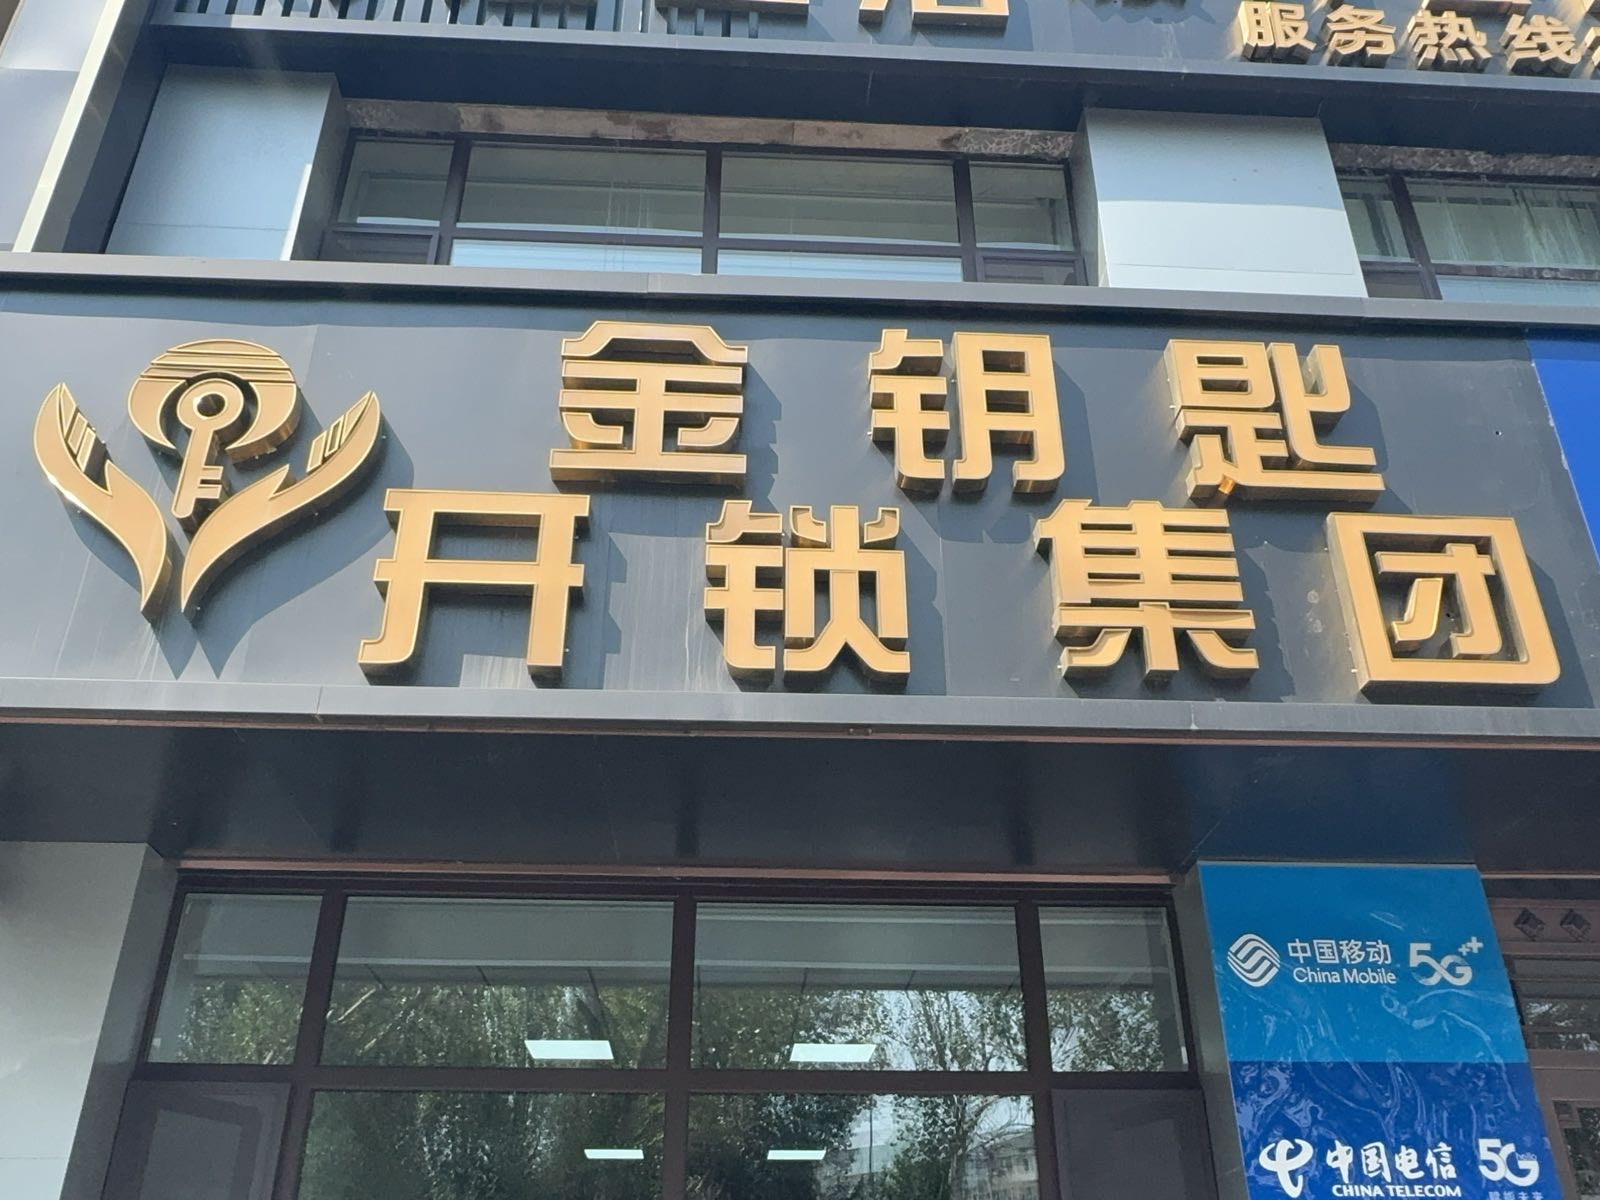 服务热线
金钥匙
开锁集团
中国移动
China Mobile
5G++
中国电信
CHINA TELECOM
5G
hello